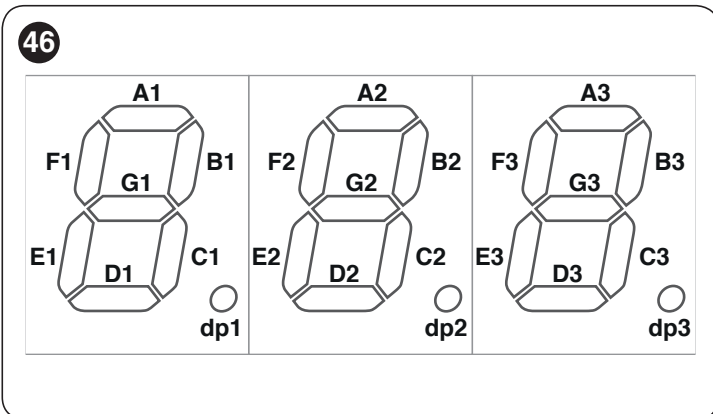 46
A1 A2 A3
F1 B1 F2 B2 F3 B3
G1 G2 G3
E1 D1 C1 E2 D2 C2 E3 D3 C3
dp1 dp2 dp3